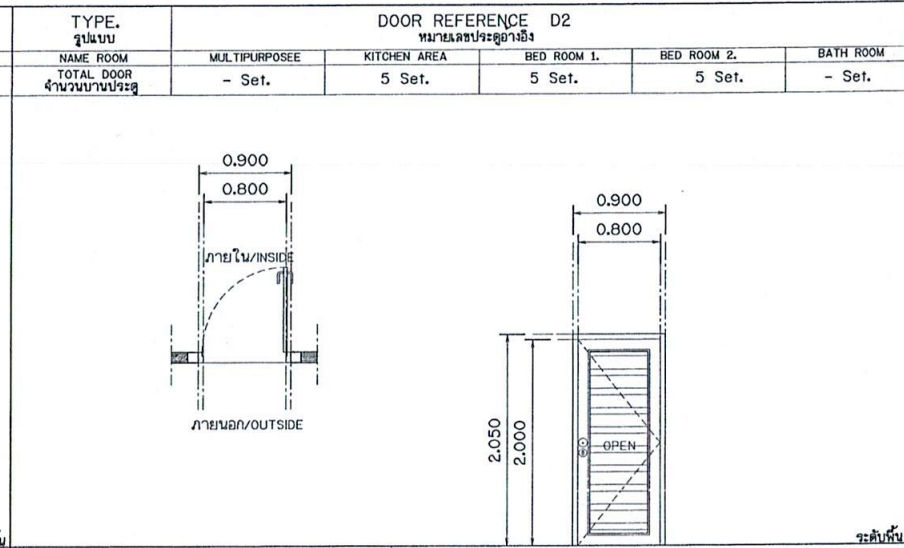 TYPE.
รูปแบบ
DOOR REFERENCE D2
หมายเลขประตูอ้างอิง
NAME ROOM MULTIPURPOSEE KITCHEN AREA BED ROOM 1. BED ROOM 2. BATH ROOM
TOTAL DOOR
จำนวนบานประตู
- Set. 5 Set. 5 Set. 5 Set. - Set.
0.900
0.800
ภายใน/INSIDE
ภายนอก/OUTSIDE
0.900
0.800
2.050
2.000
OPEN
ระดับพื้น